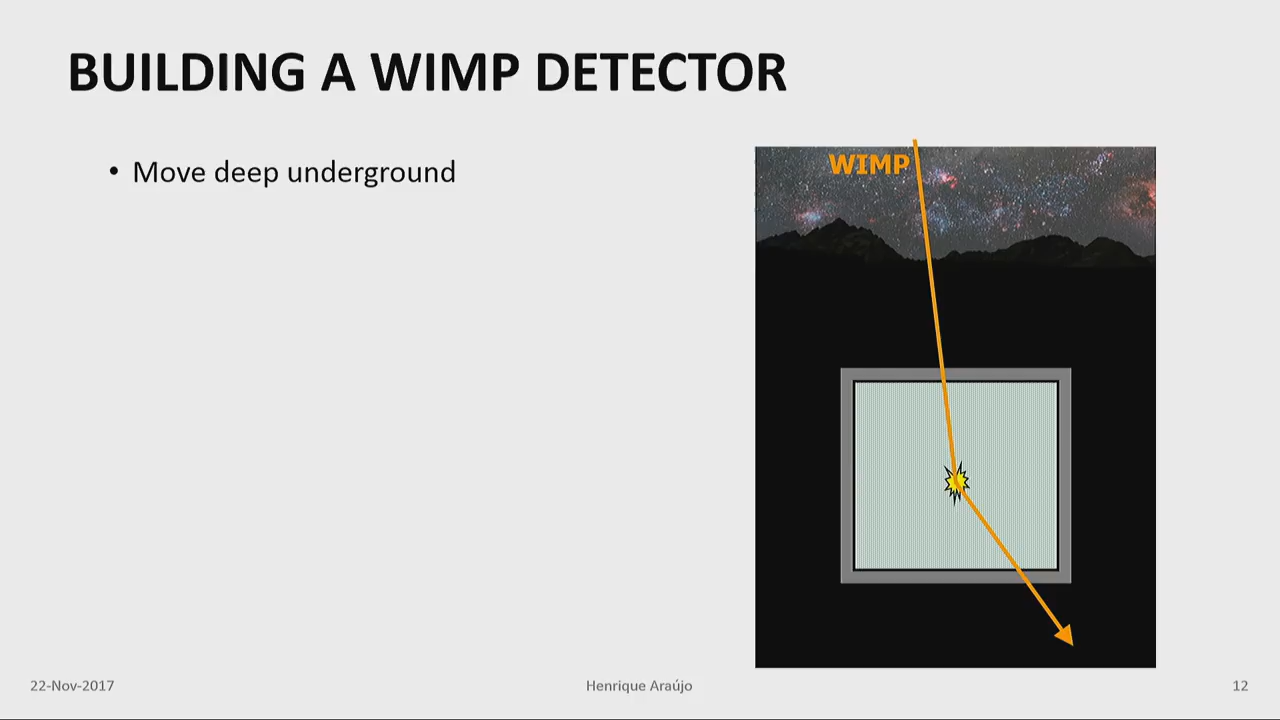 BUILDING A WIMP DETECTOR
• Move deep underground
WIMP
22-Nov-2017
Henrique Araújo
12